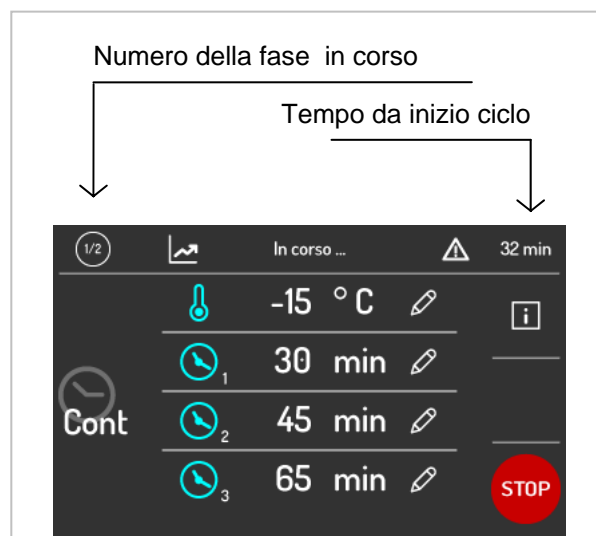 Numero della fase in corso
Tempo da inizio ciclo
1/2 In corso ... 32 min
-15 °C
30 min
1
Cont 45 min
2
65 min
3
STOP